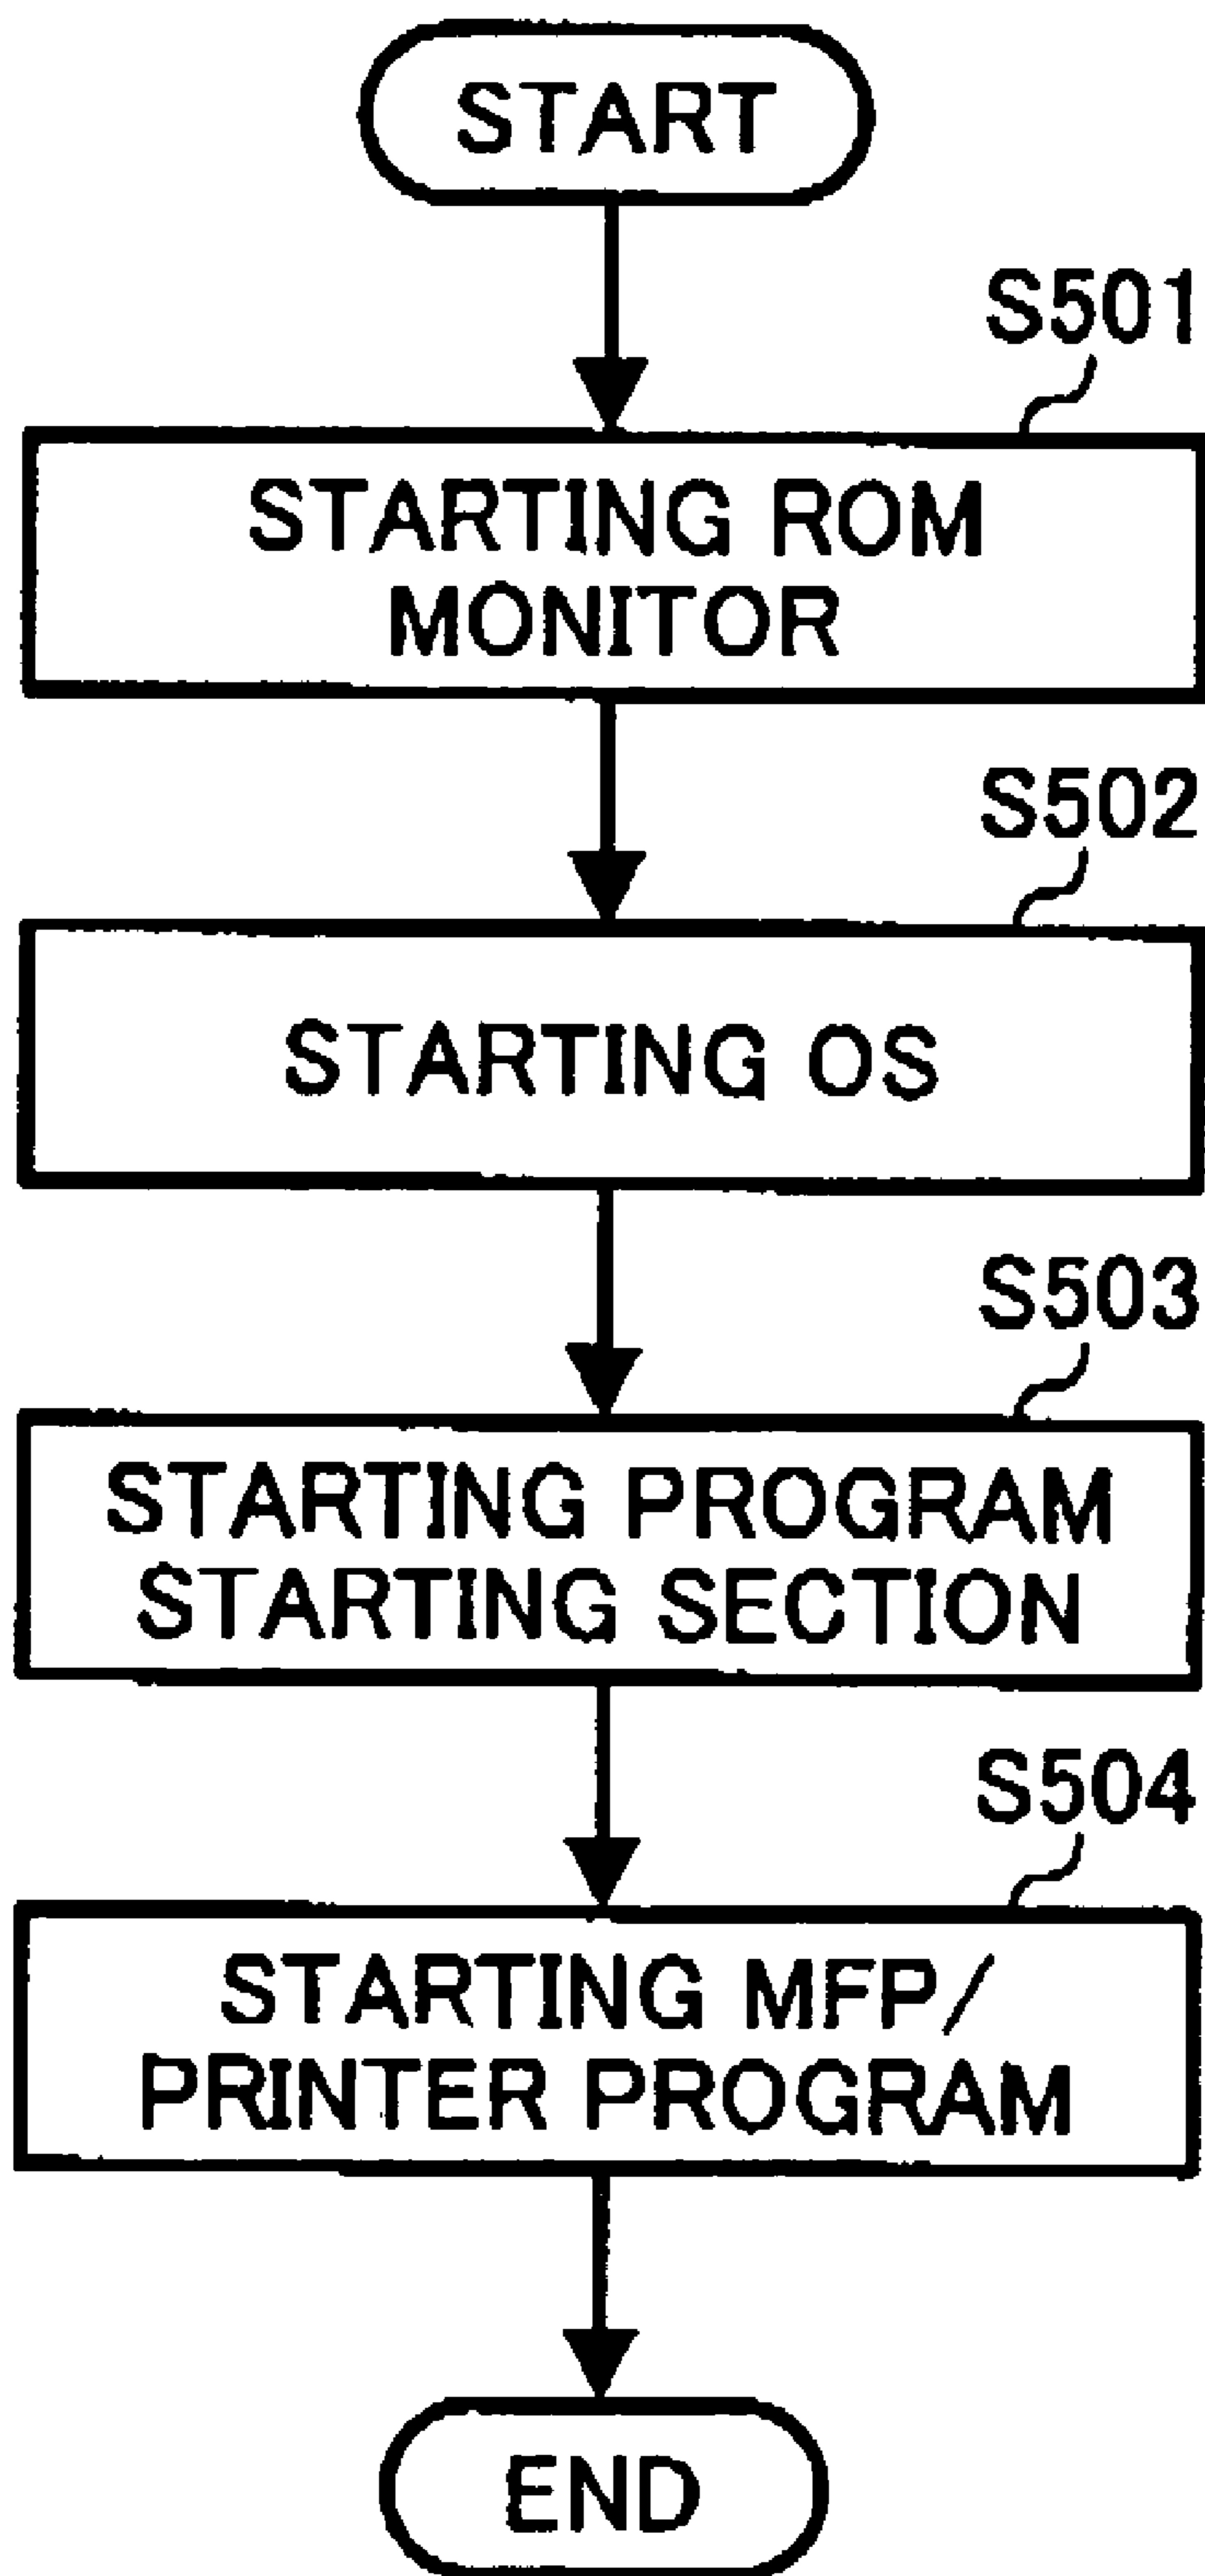 START
S501
STARTING ROM
MONITOR
S502
STARTING OS
S503
STARTING PROGRAM
STARTING SECTION
S504
STARTING MFP/
PRINTER PROGRAM
END